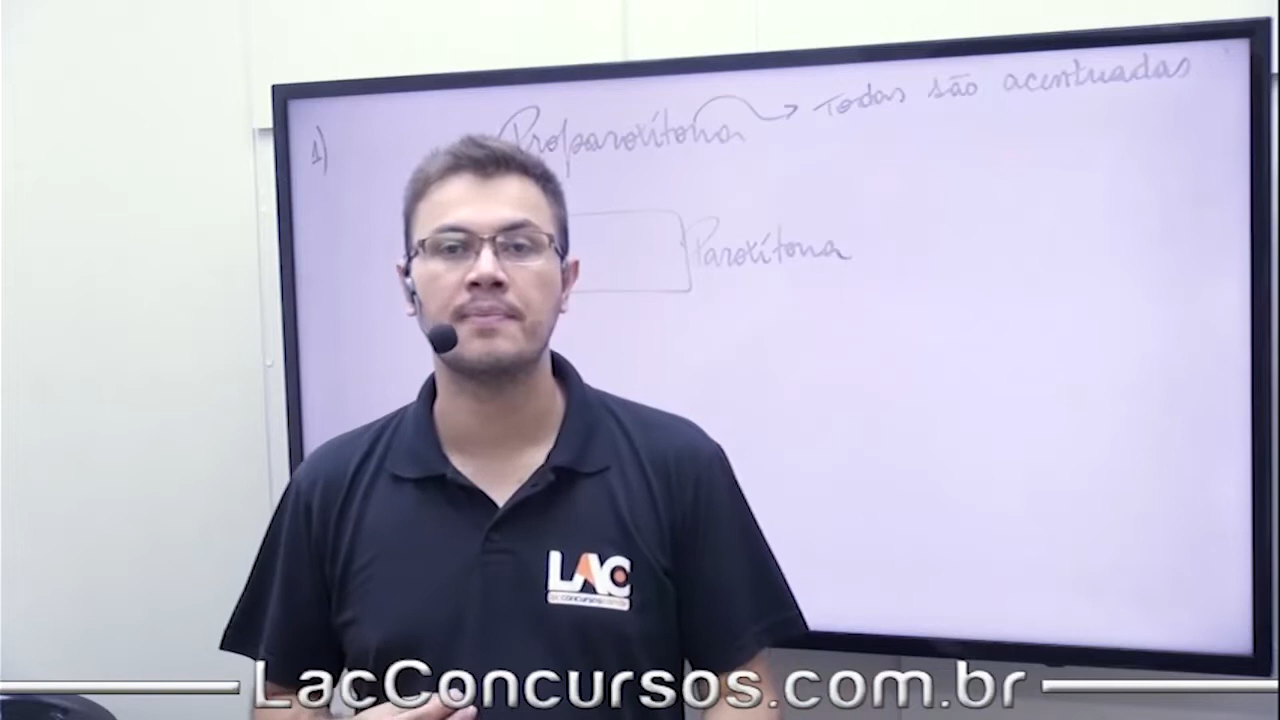 1) Proparoxítona → Todas são acentuadas
Paroxítona
LAC
LacConcursos.com.br